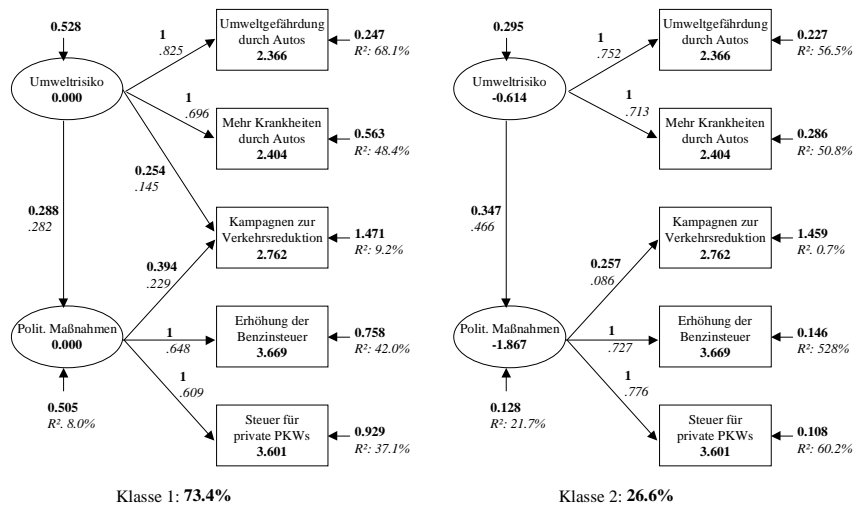 0.528
Umweltrisiko
0.000
1
.825
1
.696
0.254
.145
0.288
.282
Umweltgefährdung
durch Autos
2.366
0.247
R²: 68.1%
Mehr Krankheiten
durch Autos
2.404
0.563
R²: 48.4%
Kampagnen zur
Verkehrsreduktion
2.762
1.471
R²: 9.2%
0.394
.229
Polit. Maßnahmen
0.000
1
.648
1
.609
Erhöhung der
Benzinsteuer
3.669
0.758
R²: 42.0%
0.505
R². 8.0%
Steuer für
private PKWs
3.601
0.929
R²: 37.1%
Klasse 1: 73.4%
0.295
Umweltrisiko
-0.614
1
.752
1
.713
0.347
.466
Umweltgefährdung
durch Autos
2.366
0.227
R²: 56.5%
Mehr Krankheiten
durch Autos
2.404
0.286
R²: 50.8%
Kampagnen zur
Verkehrsreduktion
2.762
1.459
R². 0.7%
0.257
.086
Polit. Maßnahmen
-1.867
1
.727
1
.776
Erhöhung der
Benzinsteuer
3.669
0.146
R²: 528%
0.128
R²: 21.7%
Steuer für
private PKWs
3.601
0.108
R²: 60.2%
Klasse 2: 26.6%